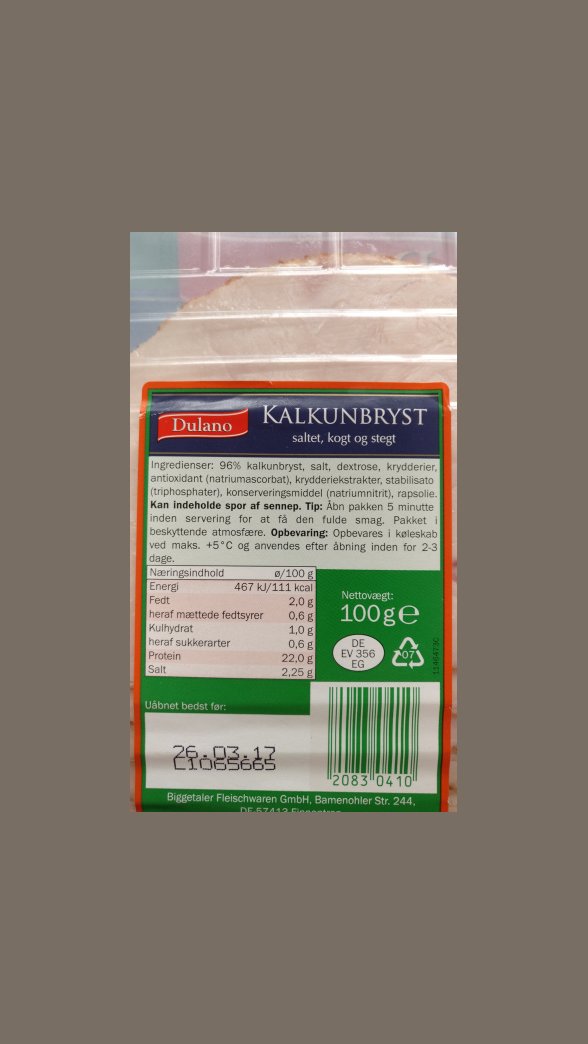 Dulano
KALKUNBRYST
saltet, kogt og stegt
Ingredienser: 96% kalkunbryst, salt, dextrose, krydderier,
antioxidant (natriumascorbat), krydderiekstrakter, stabilisato
(triphosphater), konserveringsmiddel (natriumnitrit), rapsolie.
Kan indeholde spor af sennep. Tip: Åbn pakken 5 minutte
inden servering for at få den fulde smag. Pakket i
beskyttende atmosfære. Opbevaring: Opbevares i køleskab
ved maks. +5°C og anvendes efter åbning inden for 2-3
dage.
Næringsindhold ø/100 g
Energi 467 kJ/111 kcal
Fedt 2,0 g
heraf mættede fedtsyrer 0,6 g
Kulhydrat 1,0 g
heraf sukkerarter 0,6 g
Protein 22,0 g
Salt 2,25 g
Nettovægt:
100g℮
DE
EV 356
EG
07
Uåbnet bedst før:
26.03.17
L1065665
2083 0410
Biggetaler Fleischwaren GmbH, Bamenohler Str. 244,